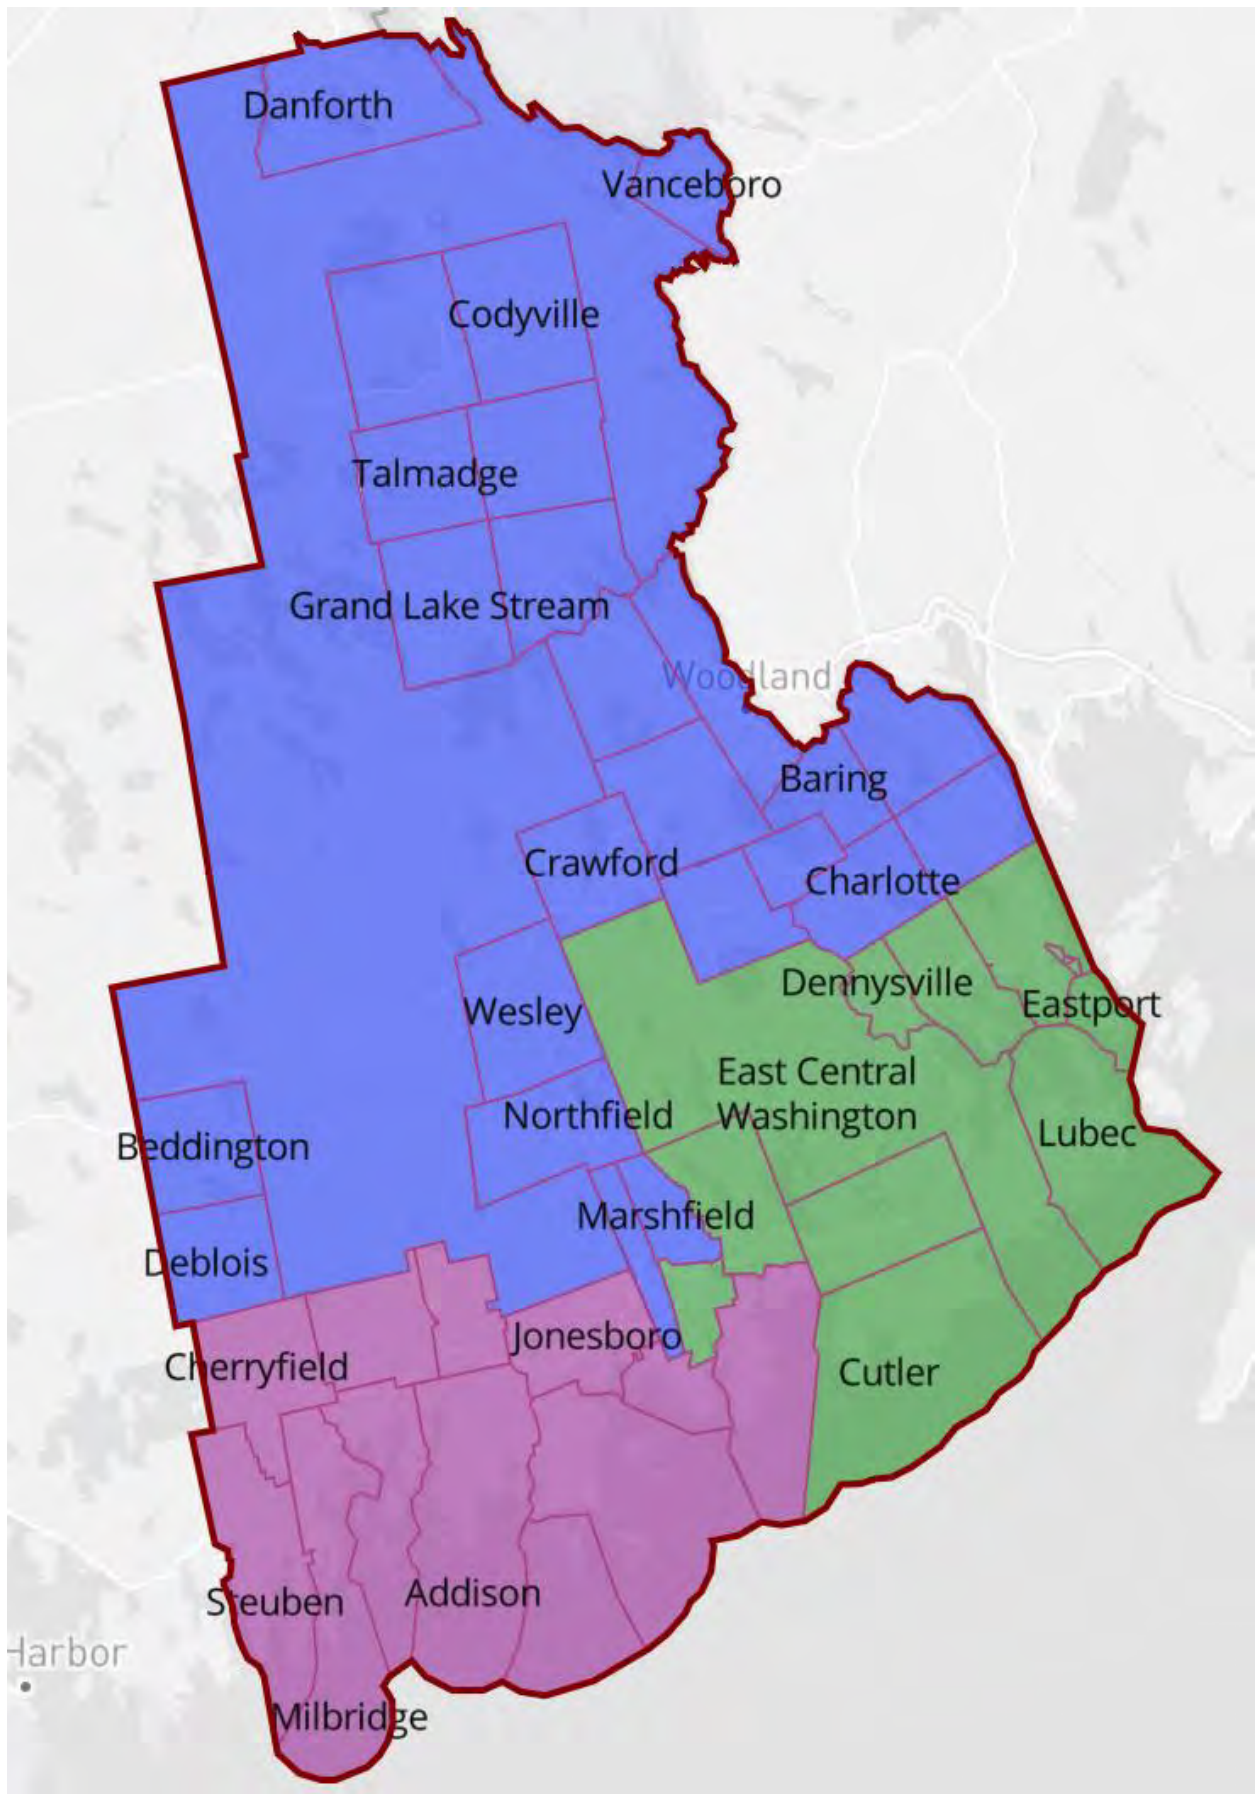 Danforth
Vanceboro
Codyville
Talmadge
Grand Lake Stream
Woodland
Baring
Crawford
Charlotte
Dennysville
Wesley
Eastport
East Central
Washington
Northfield
Lubec
Beddington
Marshfield
Deblois
Jonesboro
Cherryfield
Cutler
Addison
Steuben
Harbor
Milbridge